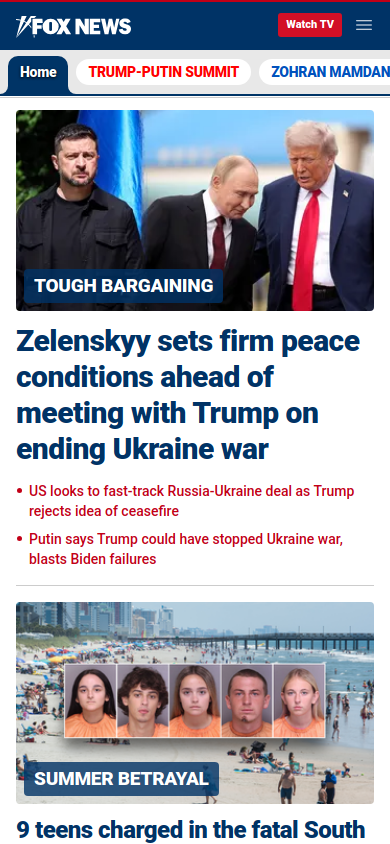 FOX NEWS
Watch TV
Home
TRUMP-PUTIN SUMMIT
ZOHRAN MAMDAN
TOUGH BARGAINING
Zelenskyy sets firm peace
conditions ahead of
meeting with Trump on
ending Ukraine war
• US looks to fast-track Russia-Ukraine deal as Trump
rejects idea of ceasefire
• Putin says Trump could have stopped Ukraine war,
blasts Biden failures
SUMMER BETRAYAL
9 teens charged in the fatal South